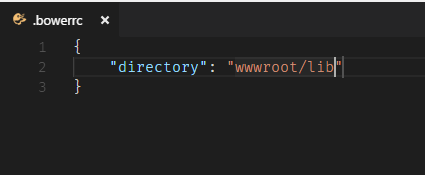 .bowerrc ×
1 {
2     "directory": "wwwroot/lib"
3 }